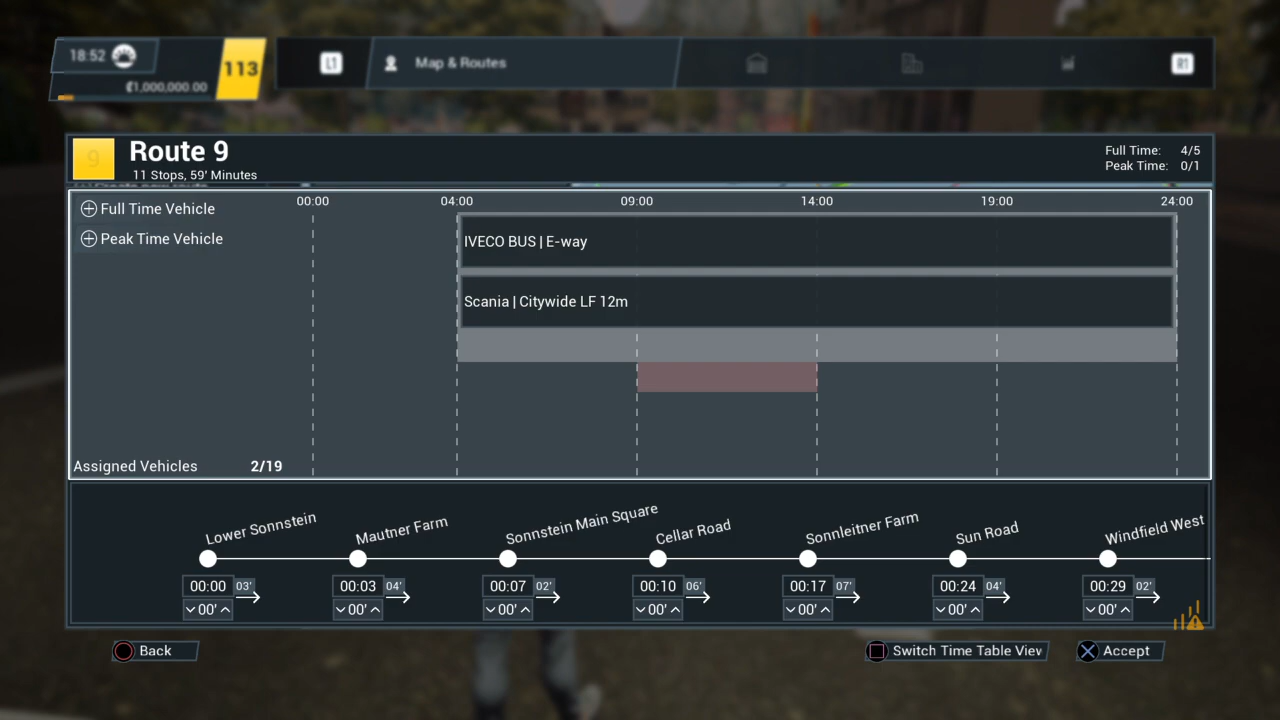 18:52
₡1,000,000.00
113
L1
Map & Routes
R1
9
Route 9
11 Stops, 59' Minutes
Full Time: 4/5
Peak Time: 0/1
00:00 04:00 09:00 14:00 19:00 24:00
Full Time Vehicle
Peak Time Vehicle
IVECO BUS | E-way
Scania | Citywide LF 12m
Assigned Vehicles 2/19
Lower Sonnstein Mautner Farm Sonnstein Main Square Cellar Road Sonnleitner Farm Sun Road Windfield West
00:00 03' 00:03 04' 00:07 02' 00:10 06' 00:17 07' 00:24 04' 00:29 02'
00' 00' 00' 00' 00' 00' 00'
Back
Switch Time Table View
Accept